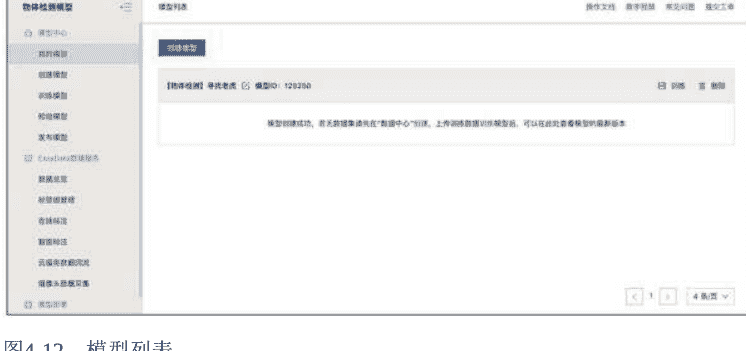 物体检测模型
模型列表
操作文档 教学视频 常见问题 提交工单
模型中心
我的模型
创建模型
创建模型
训练模型
校验模型
发布模型
EasyData数据服务
数据总览
标签组管理
在线标注
智能标注
云服务数据回流
摄像头数据采集
【物体检测】寻找老虎 模型ID:
训练 删除
模型创建成功，若无数据集请先在“数据中心”创建，上传训练数据训练模型后，可以在此处查看模型的最新版本
1
4 条/页
图4-12 模型列表